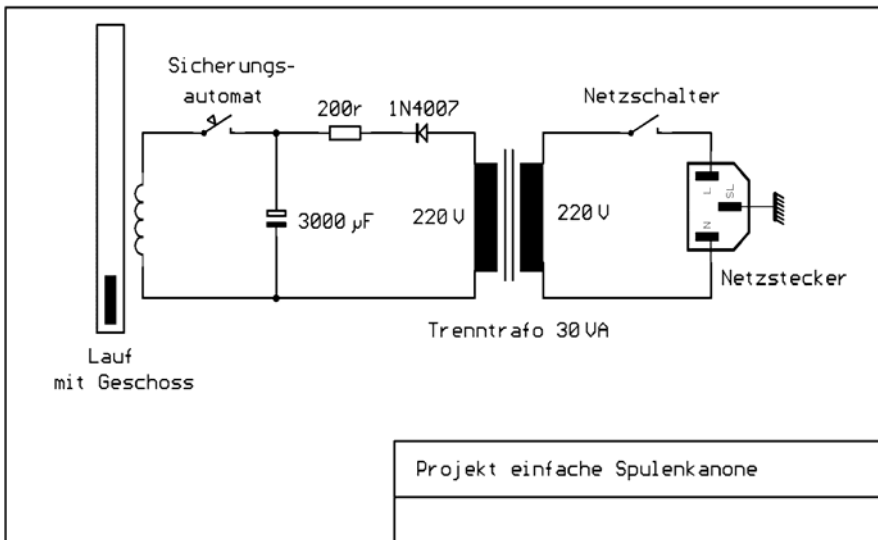 Sicherungs-
automat
200r
1N4007
Netzschalter
3000 µF
220 V
220 V
L
SL
N
Netzstecker
Trenntrafo 30 VA
Lauf
mit Geschoss
Projekt einfache Spulenkanone